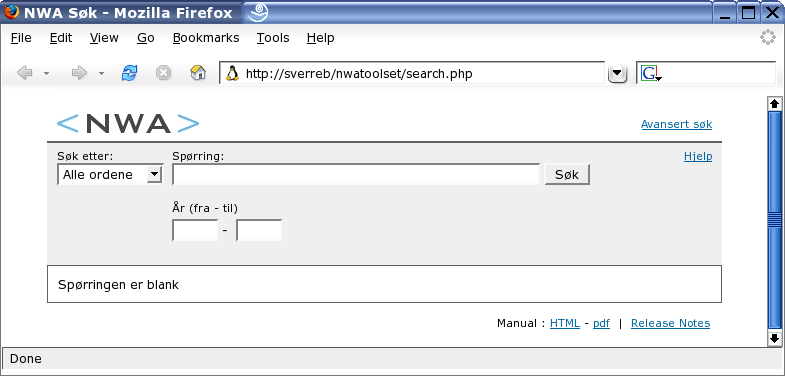 NWA Søk - Mozilla Firefox
File Edit View Go Bookmarks Tools Help
http://sverreb/nwatoolset/search.php G
<NWA> Avansert søk
Søk etter: Spørring: Hjelp
Alle ordene Søk
År (fra - til)
-
Spørringen er blank
Manual : HTML - pdf | Release Notes
Done